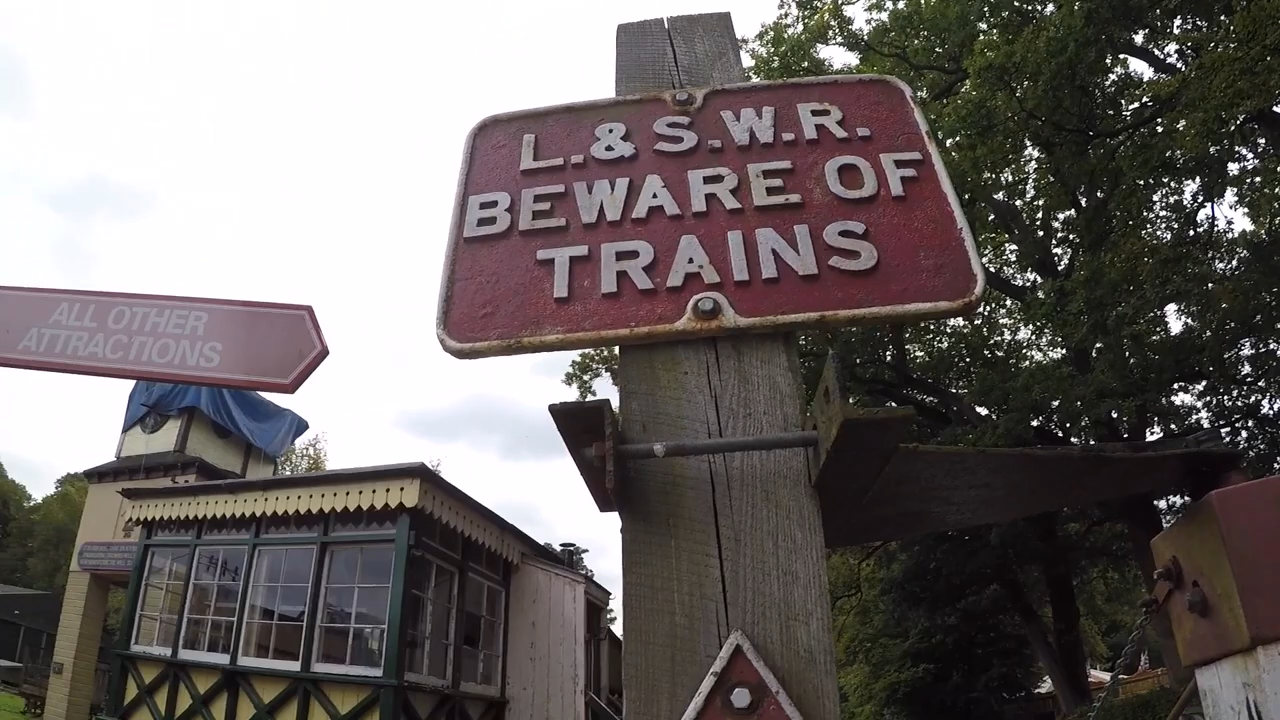 L.&S.W.R.
BEWARE OF
TRAINS
ALL OTHER
ATTRACTIONS